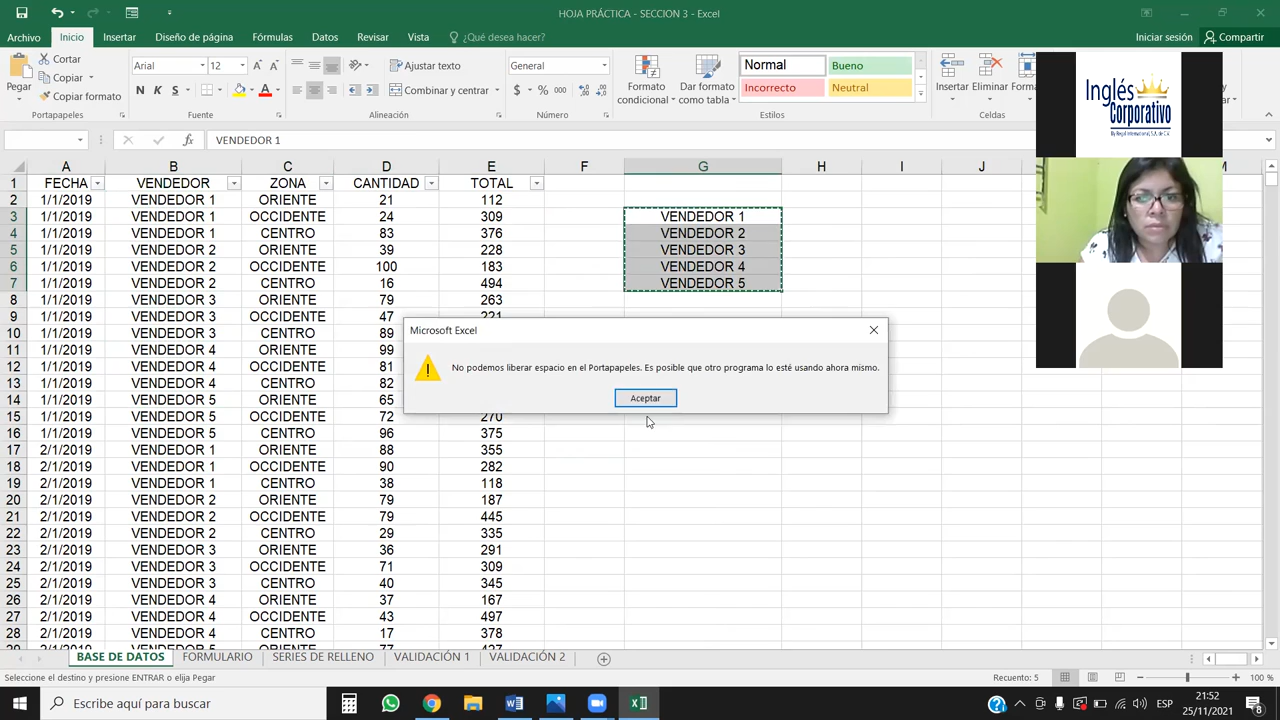 HOJA PRÁCTICA - SECCION 3 - Excel
Archivo Inicio Insertar Diseño de página Fórmulas Datos Revisar Vista ¿Qué desea hacer? Iniciar sesión Compartir
Pegar Cortar Copiar Copiar formato
Arial 12 N K S
Ajustar texto Combinar y centrar
General $ % 000
Formato condicional Dar formato como tabla
Normal Bueno Incorrecto Neutral
Insertar Eliminar
Portapapeles Fuente Alineación Número Estilos Celdas
Inglés
Corporativo
VENDEDOR 1
A B C D E F G H I J M
1 FECHA VENDEDOR ZONA CANTIDAD TOTAL
2 1/1/2019 VENDEDOR 1 ORIENTE 21 112
3 1/1/2019 VENDEDOR 1 OCCIDENTE 24 309 VENDEDOR 1
4 1/1/2019 VENDEDOR 1 CENTRO 83 376 VENDEDOR 2
5 1/1/2019 VENDEDOR 2 ORIENTE 39 228 VENDEDOR 3
6 1/1/2019 VENDEDOR 2 OCCIDENTE 100 183 VENDEDOR 4
7 1/1/2019 VENDEDOR 2 CENTRO 16 494 VENDEDOR 5
8 1/1/2019 VENDEDOR 3 ORIENTE 79 263
9 1/1/2019 VENDEDOR 3 OCCIDENTE 47 221
10 1/1/2019 VENDEDOR 3 CENTRO 89
11 1/1/2019 VENDEDOR 4 ORIENTE 99
12 1/1/2019 VENDEDOR 4 OCCIDENTE 81
13 1/1/2019 VENDEDOR 4 CENTRO 82
14 1/1/2019 VENDEDOR 5 ORIENTE 65
15 1/1/2019 VENDEDOR 5 OCCIDENTE 72 270
16 1/1/2019 VENDEDOR 5 CENTRO 96 375
17 2/1/2019 VENDEDOR 1 ORIENTE 88 355
18 2/1/2019 VENDEDOR 1 OCCIDENTE 90 282
19 2/1/2019 VENDEDOR 1 CENTRO 38 118
20 2/1/2019 VENDEDOR 2 ORIENTE 79 187
21 2/1/2019 VENDEDOR 2 OCCIDENTE 79 445
22 2/1/2019 VENDEDOR 2 CENTRO 29 335
23 2/1/2019 VENDEDOR 3 ORIENTE 36 291
24 2/1/2019 VENDEDOR 3 OCCIDENTE 71 309
25 2/1/2019 VENDEDOR 3 CENTRO 40 345
26 2/1/2019 VENDEDOR 4 ORIENTE 37 167
27 2/1/2019 VENDEDOR 4 OCCIDENTE 43 497
28 2/1/2019 VENDEDOR 4 CENTRO 17 378
Microsoft Excel
No podemos liberar espacio en el Portapapeles. Es posible que otro programa lo esté usando ahora mismo.
Aceptar
BASE DE DATOS FORMULARIO SERIES DE RELLENO VALIDACIÓN 1 VALIDACIÓN 2
Seleccione el destino y presione ENTRAR o elija Pegar Recuento: 5 100 %
Escribe aquí para buscar ESP 21:52
25/11/2021 8